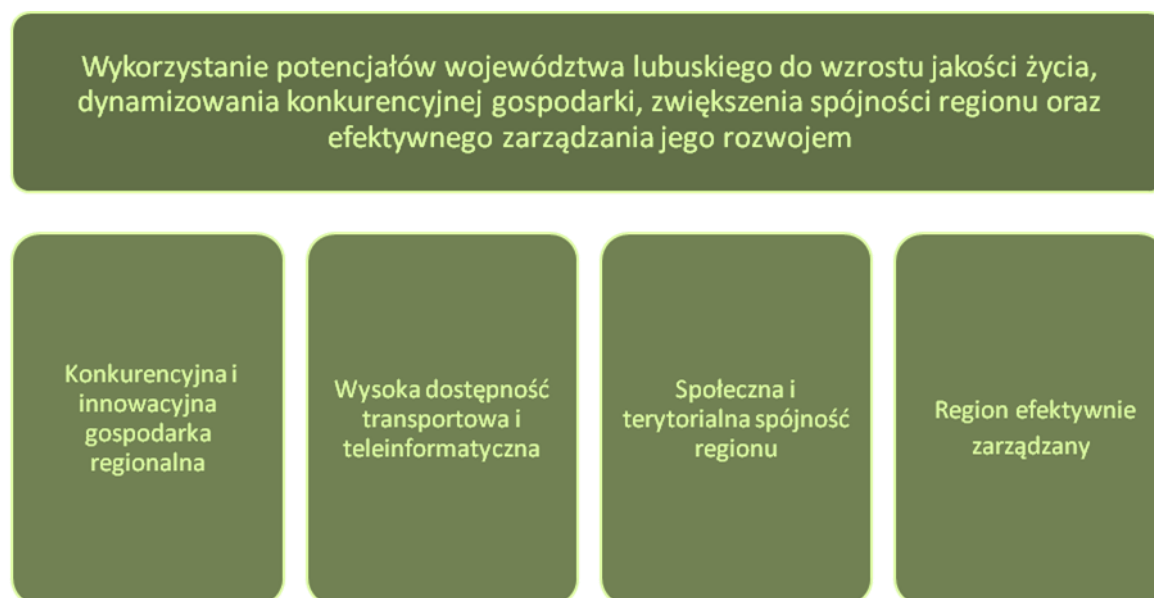 Wykorzystanie potencjałów województwa lubuskiego do wzrostu jakości życia,
dynamizowania konkurencyjnej gospodarki, zwiększenia spójności regionu oraz
efektywnego zarządzania jego rozwojem
Konkurencyjna i
innowacyjna
gospodarka
regionalna
Wysoka dostępność
transportowa i
teleinformatyczna
Społeczna i
terytorialna spójność
regionu
Region efektywnie
zarządzany